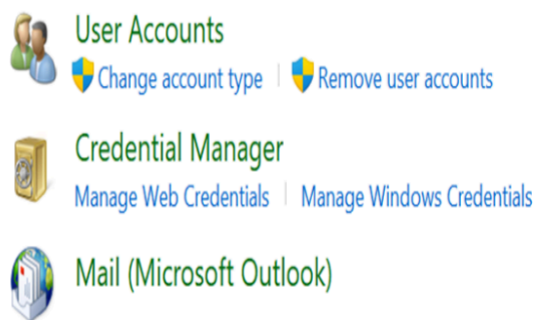 User Accounts
Change account type | Remove user accounts
Credential Manager
Manage Web Credentials | Manage Windows Credentials
Mail (Microsoft Outlook)